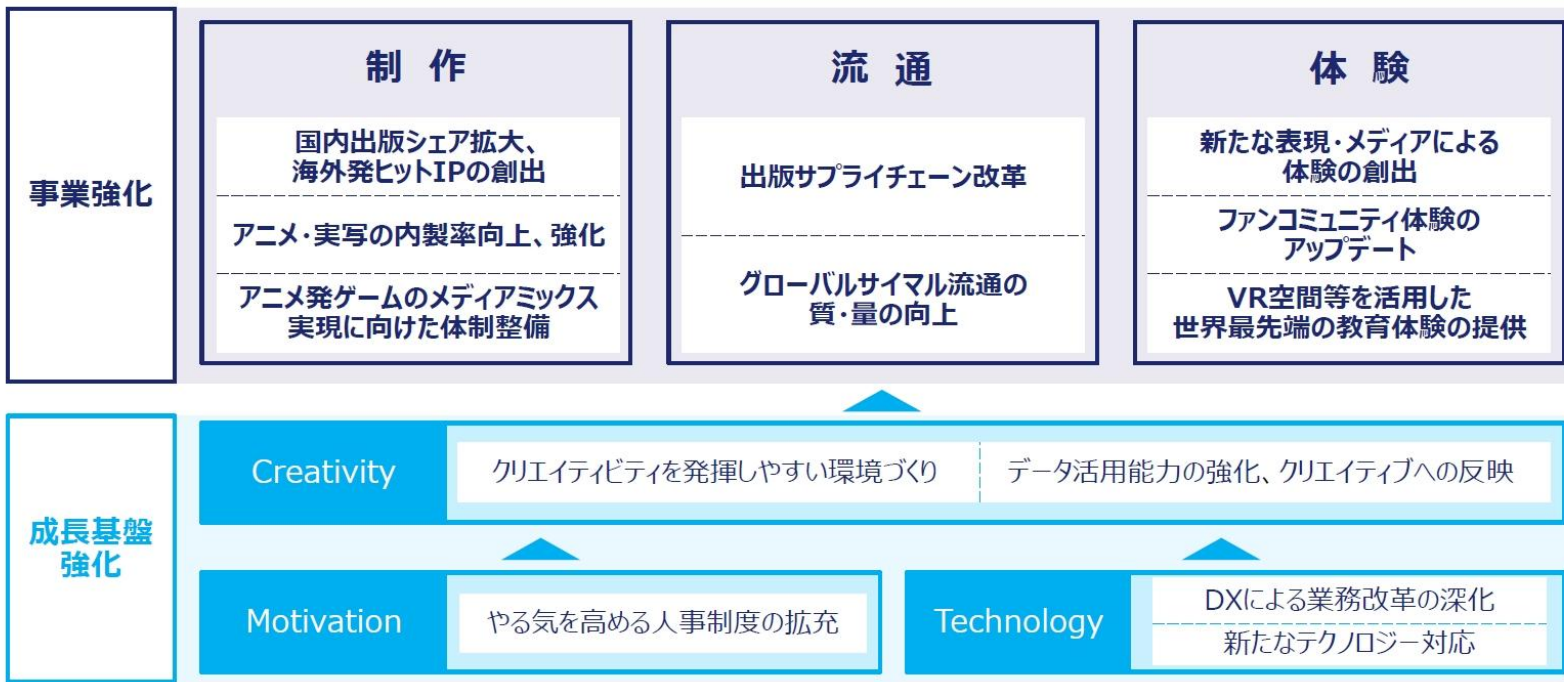 事業強化
制 作
国内出版シェア拡大、
海外発ヒットIPの創出
アニメ・実写の内製率向上、強化
アニメ発ゲームのメディアミックス
実現に向けた体制整備
流 通
出版サプライチェーン改革
グローバルサイマル流通の
質・量の向上
体 験
新たな表現・メディアによる
体験の創出
ファンコミュニティ体験の
アップデート
VR空間等を活用した
世界最先端の教育体験の提供
成長基盤
強化
Creativity
クリエイティビティを発揮しやすい環境づくり
データ活用能力の強化、クリエイティブへの反映
Motivation
やる気を高める人事制度の拡充
Technology
DXによる業務改革の深化
新たなテクノロジー対応